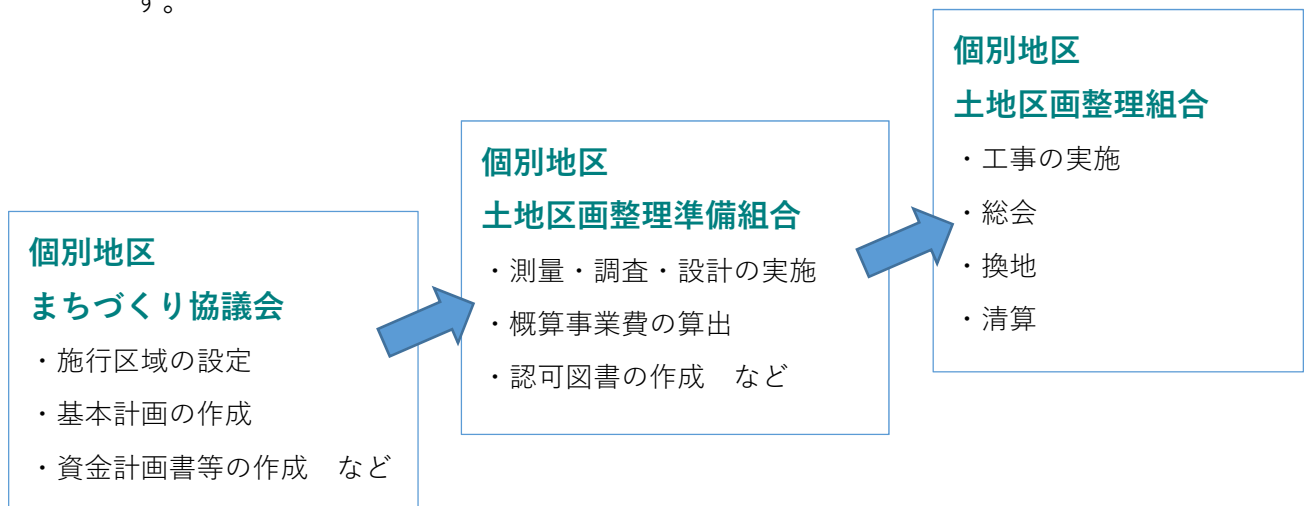 す。
個別地区
まちづくり協議会
・施行区域の設定
・基本計画の作成
・資金計画書等の作成　など
個別地区
土地区画整理準備組合
・測量・調査・設計の実施
・概算事業費の算出
・認可図書の作成　など
個別地区
土地区画整理組合
・工事の実施
・総会
・換地
・清算